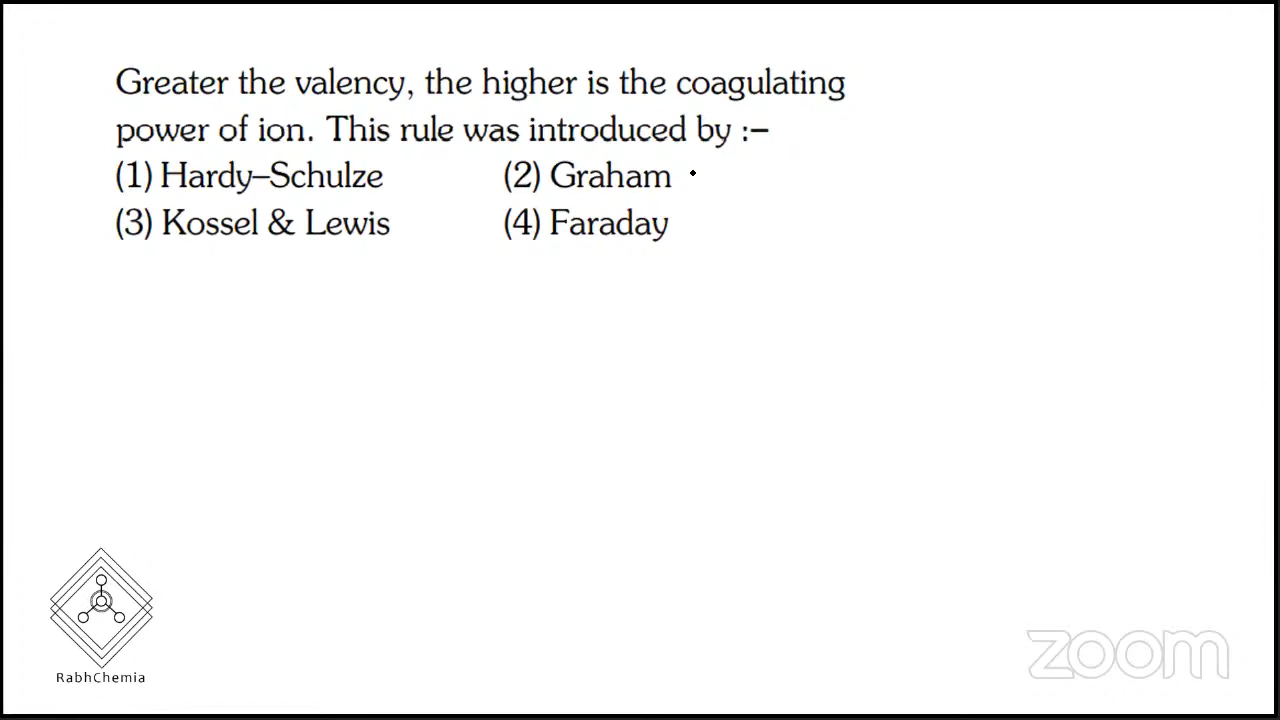 Greater the valency, the higher is the coagulating
power of ion. This rule was introduced by :–
(1) Hardy–Schulze (2) Graham
(3) Kossel & Lewis (4) Faraday
RabhChemia
zoom